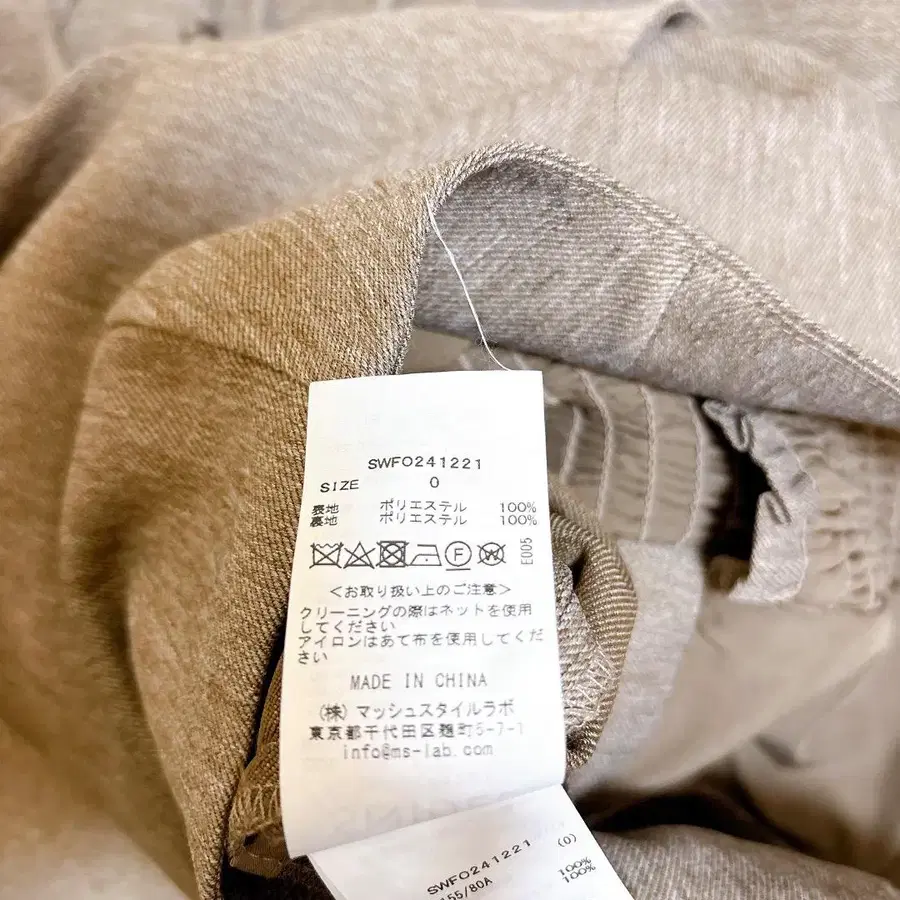 SWFO241221
SIZE 0
表地 ポリエステル 100%
裏地 ポリエステル 100%
F W E005
<お取り扱い上のご注意>
クリーニングの際はネットを使用
してください
アイロンはあて布を使用してくだ
さい
MADE IN CHINA
(株) マッシュスタイルラボ
東京都千代田区麹町5-7-1
info@ms-lab.com
SWFO241221 (0)
155/80A
100%
100%